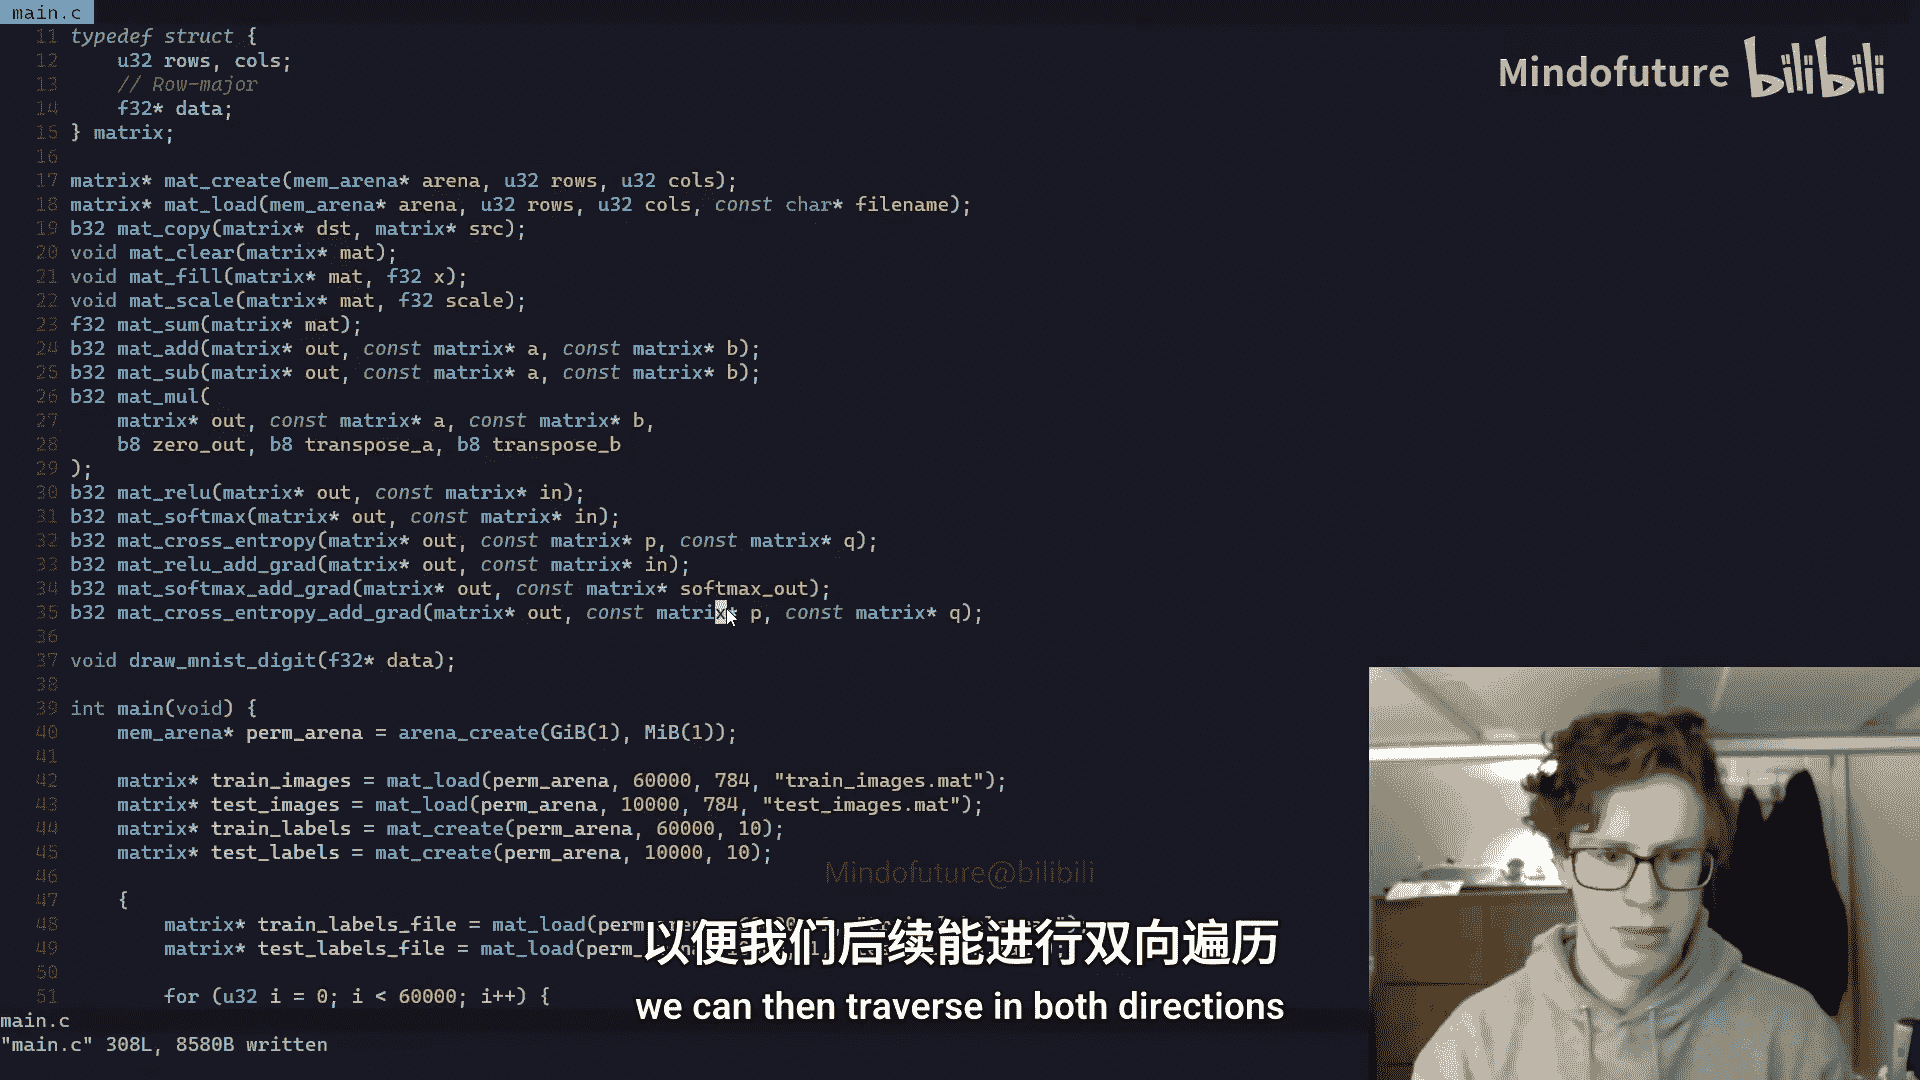 main.c
Mindofuture bilibili
11 typedef struct {
12 u32 rows, cols;
13 // Row-major
14 f32* data;
15 } matrix;
16
17 matrix* mat_create(mem_arena* arena, u32 rows, u32 cols);
18 matrix* mat_load(mem_arena* arena, u32 rows, u32 cols, const char* filename);
19 b32 mat_copy(matrix* dst, matrix* src);
20 void mat_clear(matrix* mat);
21 void mat_fill(matrix* mat, f32 x);
22 void mat_scale(matrix* mat, f32 scale);
23 f32 mat_sum(matrix* mat);
24 b32 mat_add(matrix* out, const matrix* a, const matrix* b);
25 b32 mat_sub(matrix* out, const matrix* a, const matrix* b);
26 b32 mat_mul(
27 matrix* out, const matrix* a, const matrix* b,
28 b8 zero_out, b8 transpose_a, b8 transpose_b
29 );
30 b32 mat_relu(matrix* out, const matrix* in);
31 b32 mat_softmax(matrix* out, const matrix* in);
32 b32 mat_cross_entropy(matrix* out, const matrix* p, const matrix* q);
33 b32 mat_relu_add_grad(matrix* out, const matrix* in);
34 b32 mat_softmax_add_grad(matrix* out, const matrix* softmax_out);
35 b32 mat_cross_entropy_add_grad(matrix* out, const matrix* p, const matrix* q);
36
37 void draw_mnist_digit(f32* data);
38
39 int main(void) {
40 mem_arena* perm_arena = arena_create(GiB(1), MiB(1));
41
42 matrix* train_images = mat_load(perm_arena, 60000, 784, "train_images.mat");
43 matrix* test_images = mat_load(perm_arena, 10000, 784, "test_images.mat");
44 matrix* train_labels = mat_create(perm_arena, 60000, 10);
45 matrix* test_labels = mat_create(perm_arena, 10000, 10);
Mindofuture@bilibili
46
47 {
48 matrix* train_labels_file = mat_load(perm
49 matrix* test_labels_file = mat_load(perm_
以便我们后续能进行双向遍历
50
51 for (u32 i = 0; i < 60000; i++) {
we can then traverse in both directions
main.c
"main.c" 308L, 8580B written